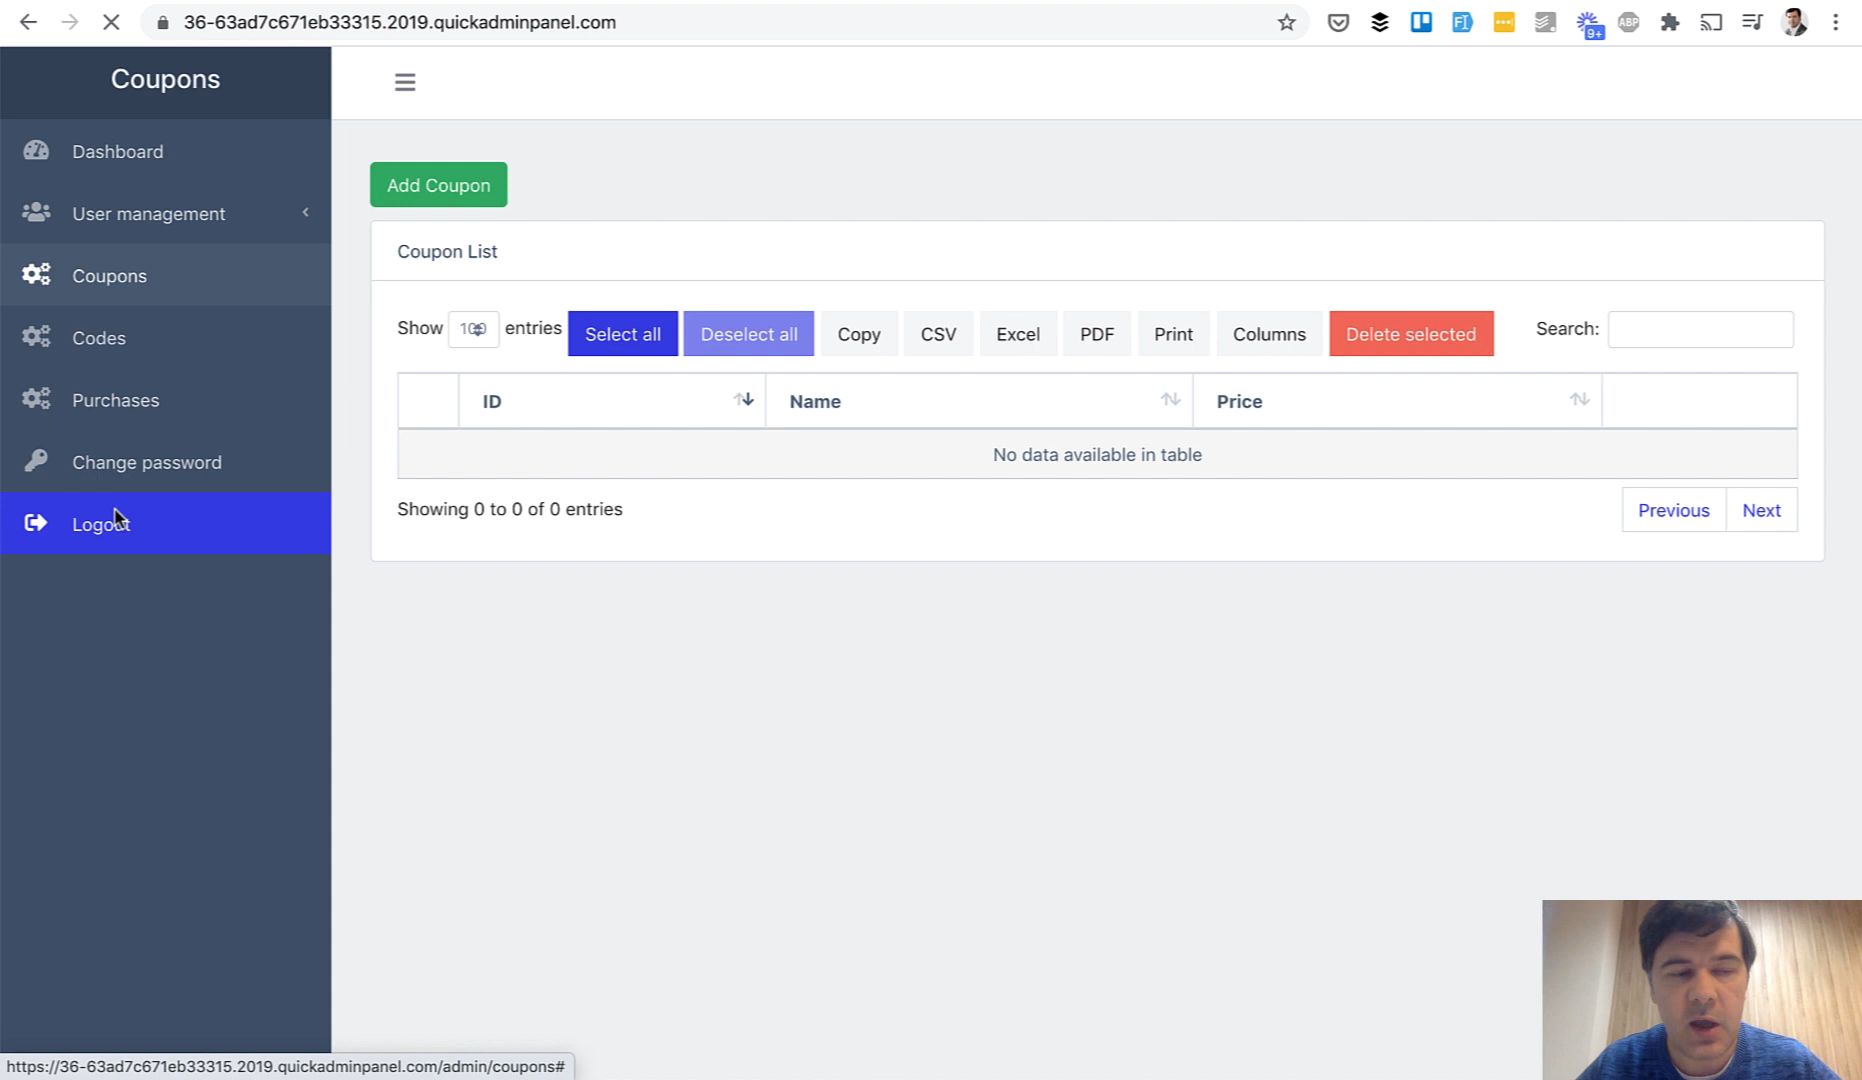 36-63ad7c671eb33315.2019.quickadminpanel.com
9+
ABP
Coupons
Dashboard
User management
Coupons
Codes
Purchases
Change password
Logout
Add Coupon
Coupon List
Show 100 entries Select all Deselect all Copy CSV Excel PDF Print Columns Delete selected Search:
ID Name Price
No data available in table
Showing 0 to 0 of 0 entries
Previous Next
https://36-63ad7c671eb33315.2019.quickadminpanel.com/admin/coupons#